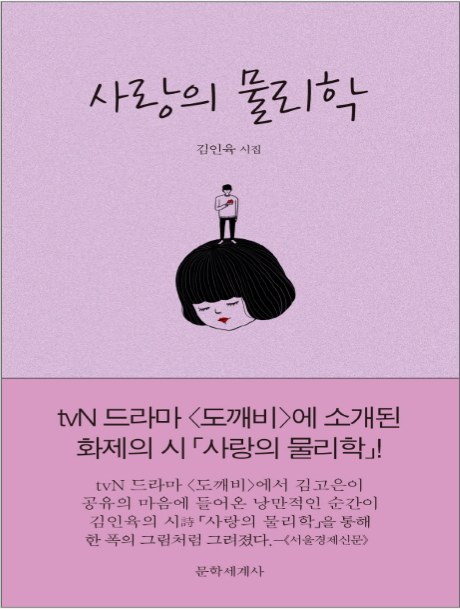 사랑의 물리학
김인육 시집
tvN 드라마 〈도깨비〉에 소개된
화제의 시 「사랑의 물리학」!
tvN 드라마 〈도깨비〉에서 김고은이
공유의 마음에 들어온 낭만적인 순간이
김인육의 시詩 「사랑의 물리학」을 통해
한 폭의 그림처럼 그려졌다.–《서울경제신문》
문학세계사